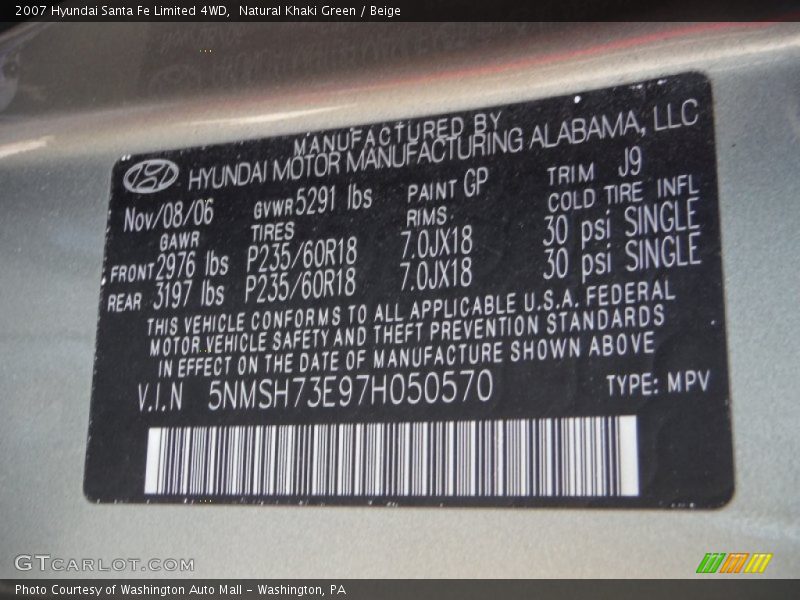 2007 Hyundai Santa Fe Limited 4WD,  Natural Khaki Green / Beige
MANUFACTURED BY
HYUNDAI MOTOR MANUFACTURING ALABAMA, LLC
Nov/08/06 GVWR 5291 lbs PAINT GP TRIM J9
GAWR TIRES RIMS COLD TIRE INFL
FRONT 2976 lbs P235/60R18 7.0JX18 30 psi SINGLE
REAR 3197 lbs P235/60R18 7.0JX18 30 psi SINGLE
THIS VEHICLE CONFORMS TO ALL APPLICABLE U.S.A. FEDERAL
MOTOR VEHICLE SAFETY AND THEFT PREVENTION STANDARDS
IN EFFECT ON THE DATE OF MANUFACTURE SHOWN ABOVE
V.I.N 5NMSH73E97H050570 TYPE: MPV
GTCARLOT.COM
Photo Courtesy of Washington Auto Mall - Washington, PA